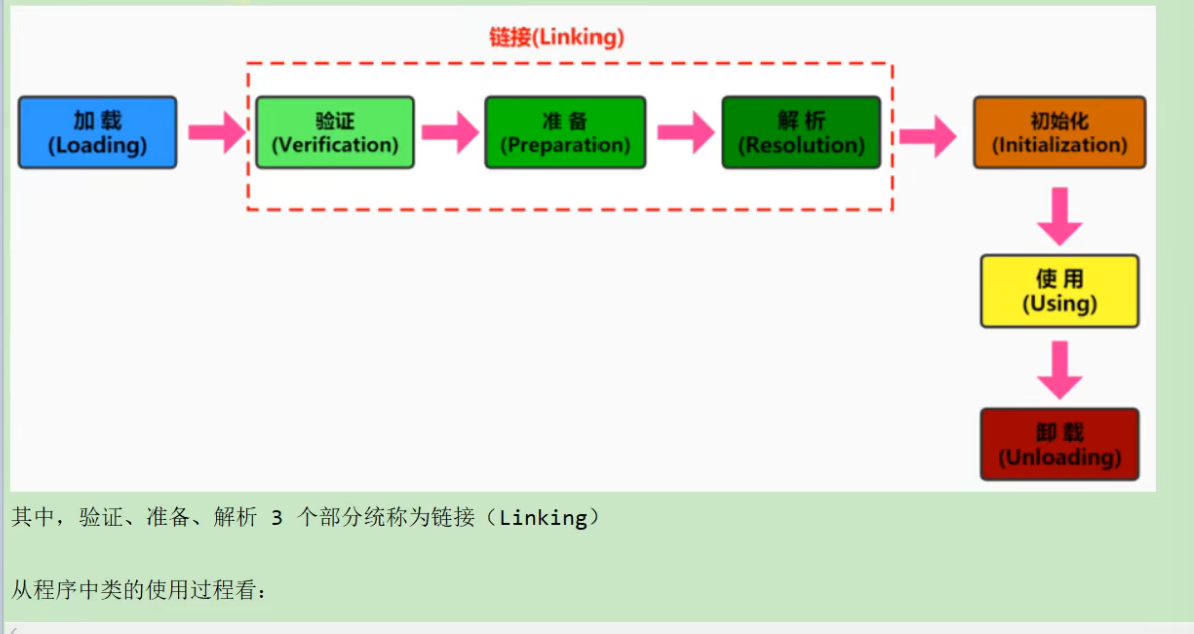 链接(Linking)
加 载
(Loading)
验证
(Verification)
准 备
(Preparation)
解 析
(Resolution)
初始化
(Initialization)
使 用
(Using)
卸 载
(Unloading)
其中，验证、准备、解析 3 个部分统称为链接（Linking）
从程序中类的使用过程看：